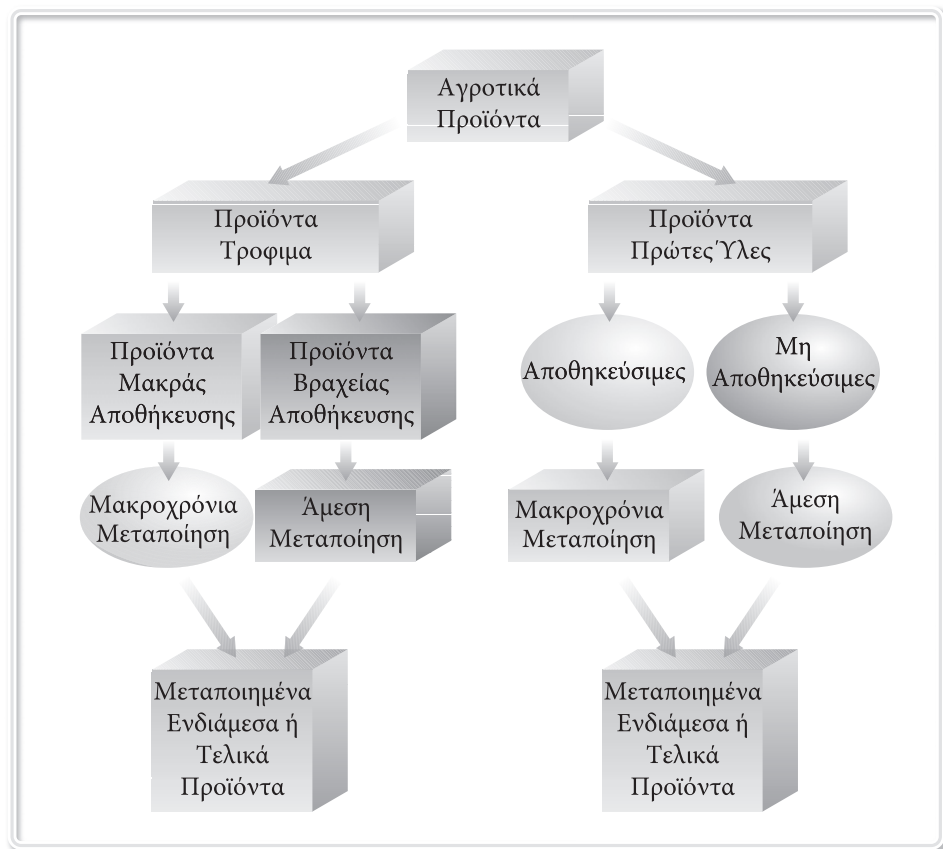 Αγροτικά
Προϊόντα
Προϊόντα
Τροφιμα
Προϊόντα
Πρώτες Ύλες
Προϊόντα
Μακράς
Αποθήκευσης
Προϊόντα
Βραχείας
Αποθήκευσης
Αποθηκεύσιμες
Μη
Αποθηκεύσιμες
Μακροχρόνια
Μεταποίηση
Άμεση
Μεταποίηση
Μακροχρόνια
Μεταποίηση
Άμεση
Μεταποίηση
Μεταποιημένα
Ενδιάμεσα ή
Τελικά
Προϊόντα
Μεταποιημένα
Ενδιάμεσα ή
Τελικά
Προϊόντα